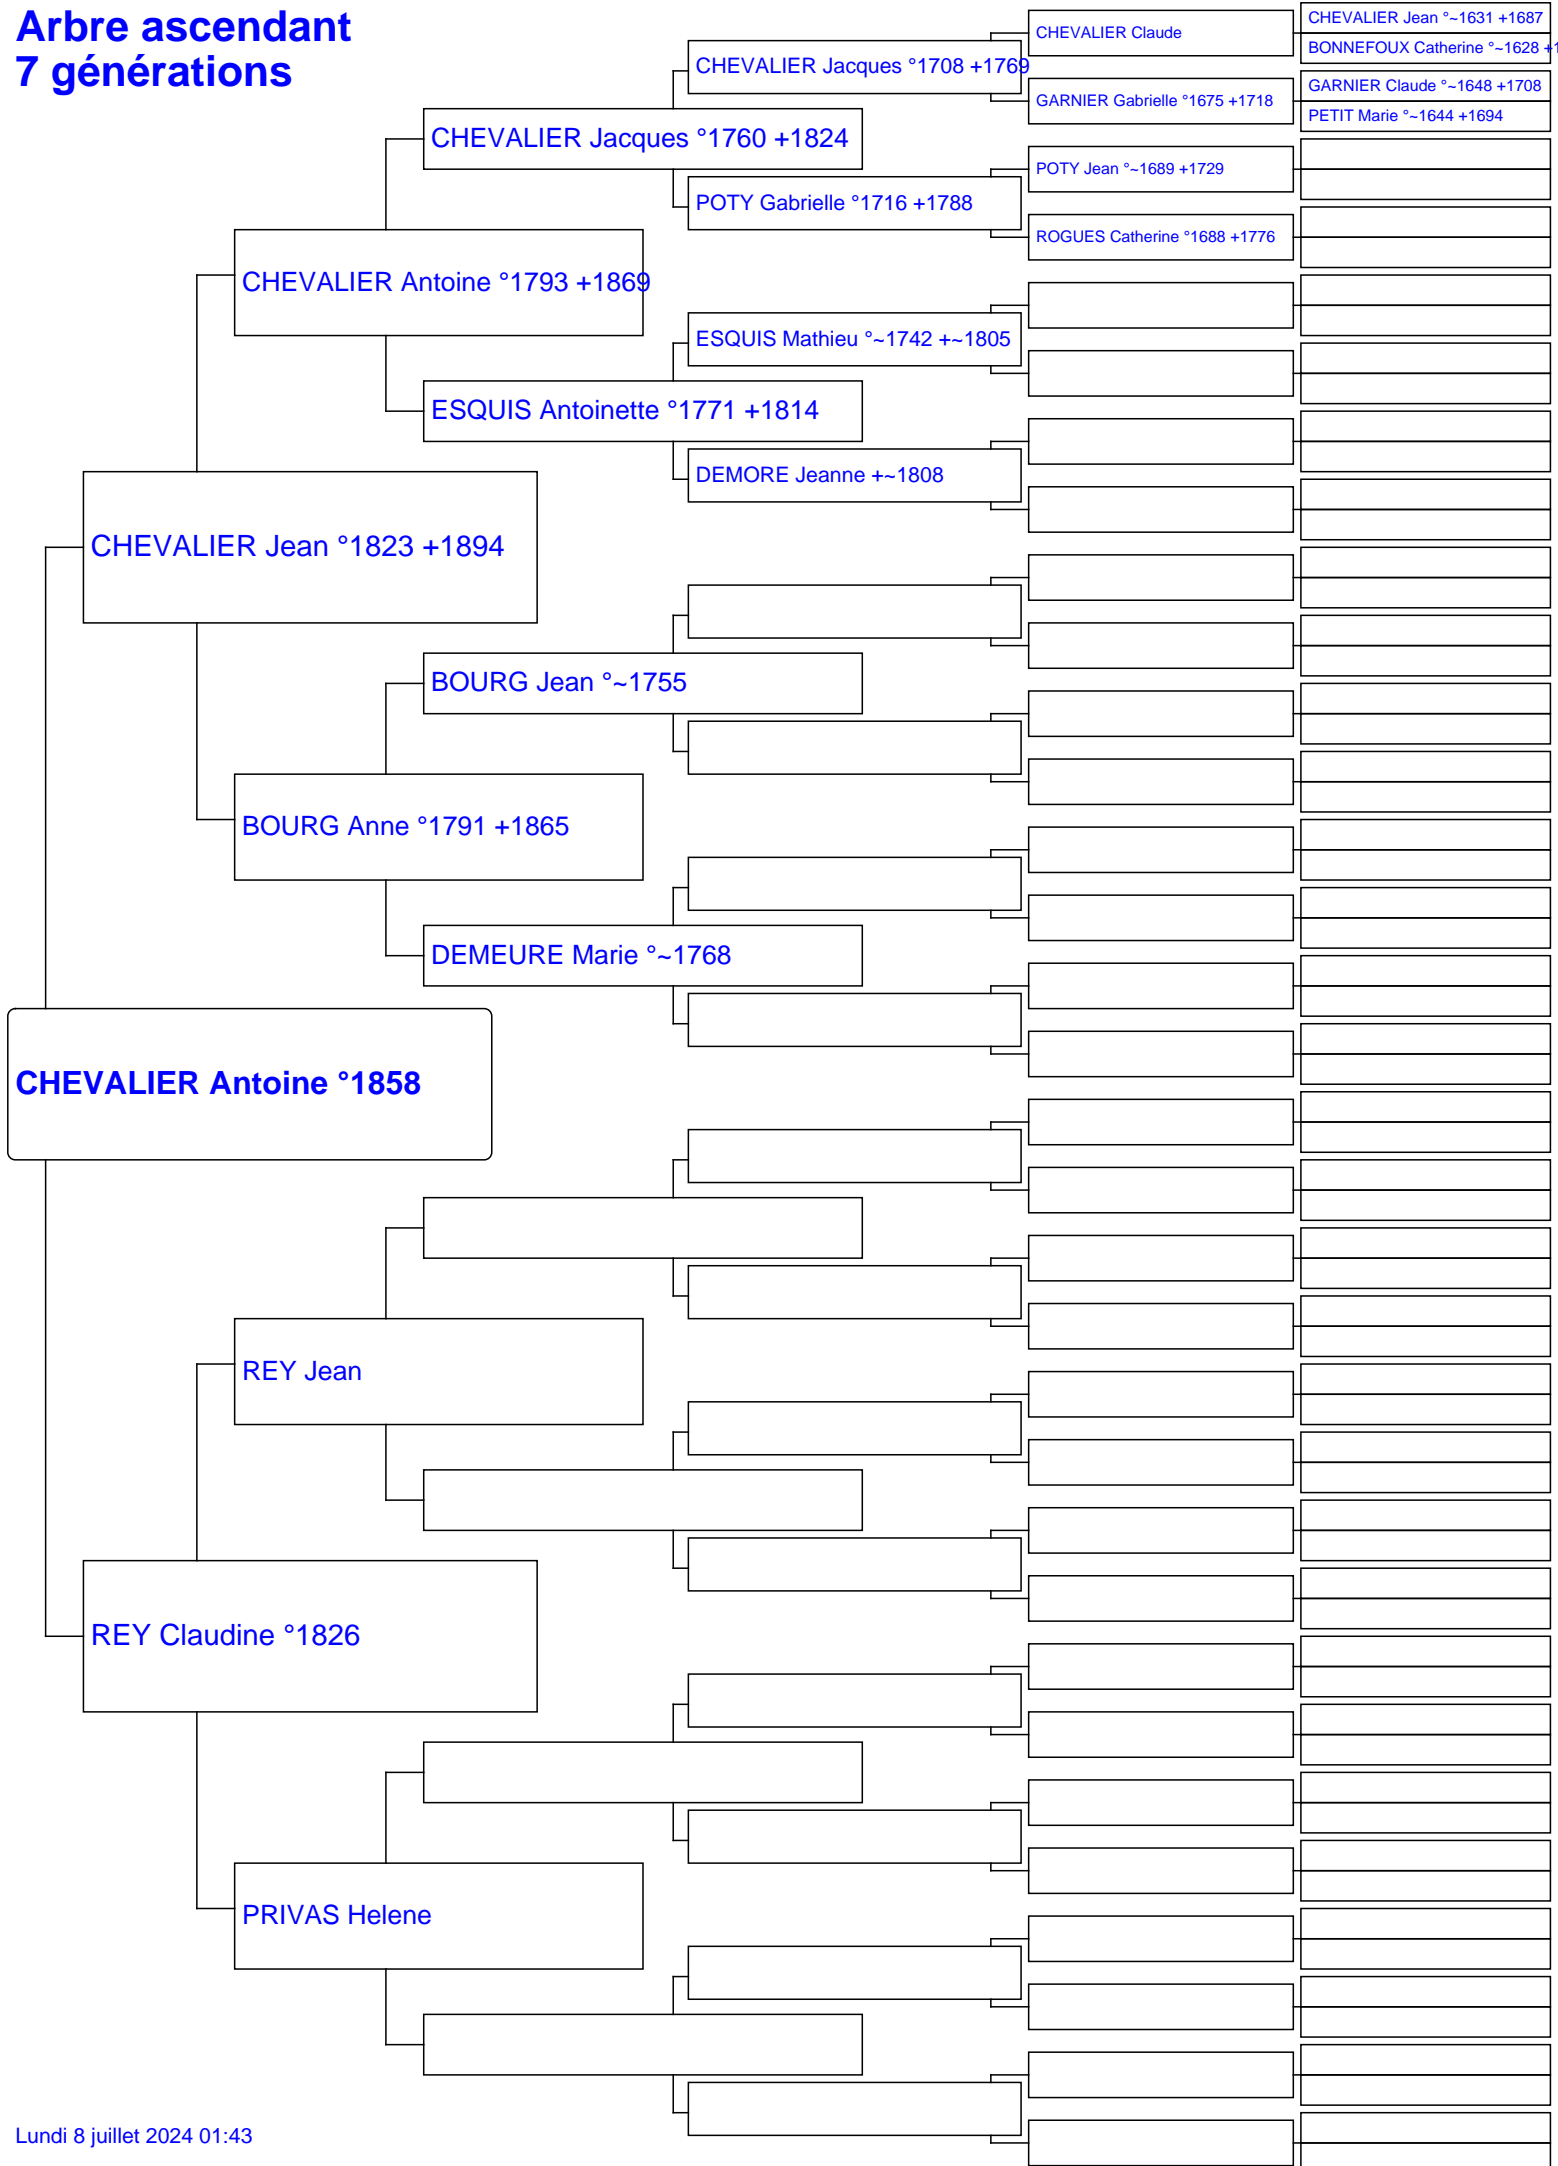 Arbre ascendant
7 générations
CHEVALIER Claude
CHEVALIER Jean °~1631 +1687
BONNEFOUX Catherine °~1628
CHEVALIER Jacques °1708 +1769
GARNIER Gabrielle °1675 +1718
GARNIER Claude °~1648 +1708
PETIT Marie °~1644 +1694
CHEVALIER Jacques °1760 +1824
POTY Jean °~1689 +1729
POTY Gabrielle °1716 +1788
ROGUES Catherine °1688 +1776
CHEVALIER Antoine °1793 +1869
ESQUIS Mathieu °~1742 +~1805
ESQUIS Antoinette °1771 +1814
DEMORE Jeanne +~1808
CHEVALIER Jean °1823 +1894
BOURG Jean °~1755
BOURG Anne °1791 +1865
DEMEURE Marie °~1768
CHEVALIER Antoine °1858
REY Jean
REY Claudine °1826
PRIVAS Helene
Lundi 8 juillet 2024 01:43